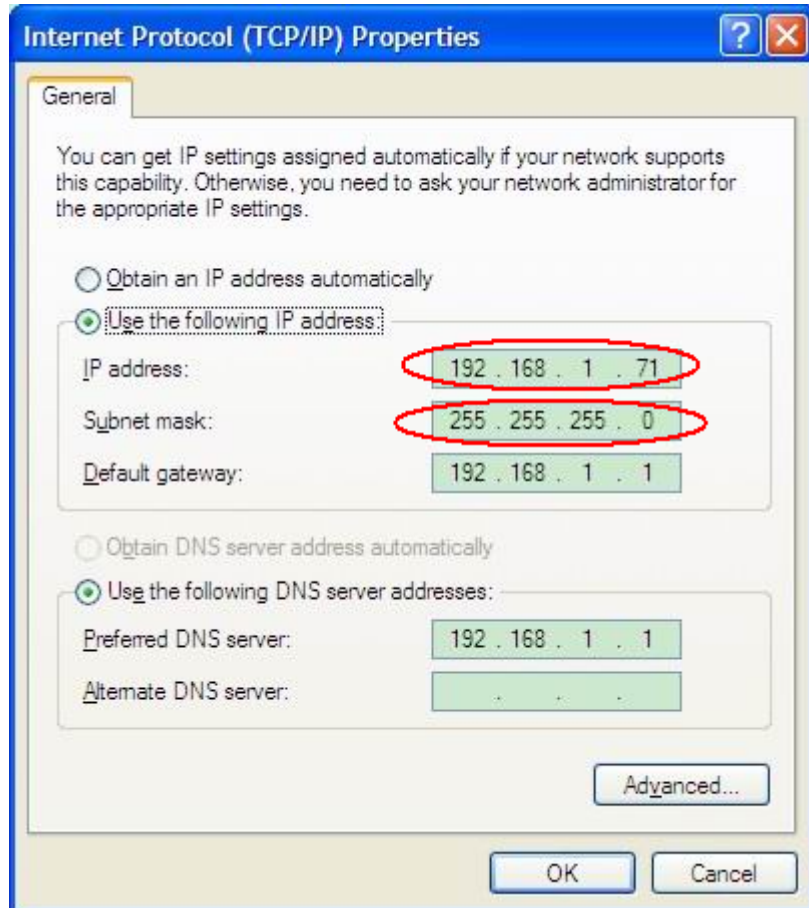 Internet Protocol (TCP/IP) Properties
General
You can get IP settings assigned automatically if your network supports
this capability. Otherwise, you need to ask your network administrator for
the appropriate IP settings.
Obtain an IP address automatically
Use the following IP address:
IP address: 192 . 168 . 1 . 71
Subnet mask: 255 . 255 . 255 . 0
Default gateway: 192 . 168 . 1 . 1
Obtain DNS server address automatically
Use the following DNS server addresses:
Preferred DNS server: 192 . 168 . 1 . 1
Alternate DNS server: . . .
Advanced...
OK Cancel